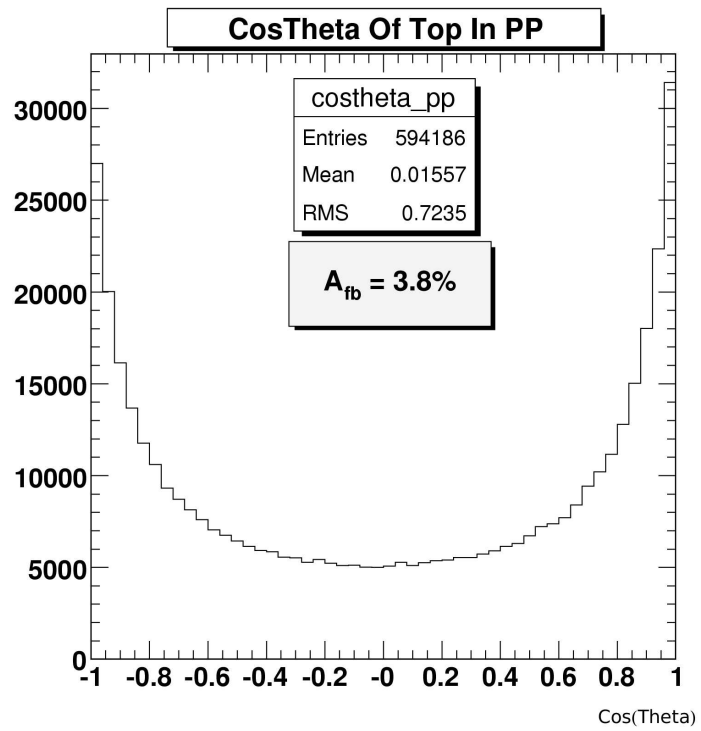 CosTheta Of Top In PP
costheta_pp
Entries 594186
Mean 0.01557
RMS 0.7235
Afb = 3.8%
30000
25000
20000
15000
10000
5000
0
-1 -0.8 -0.6 -0.4 -0.2 -0 0.2 0.4 0.6 0.8 1
Cos(Theta)